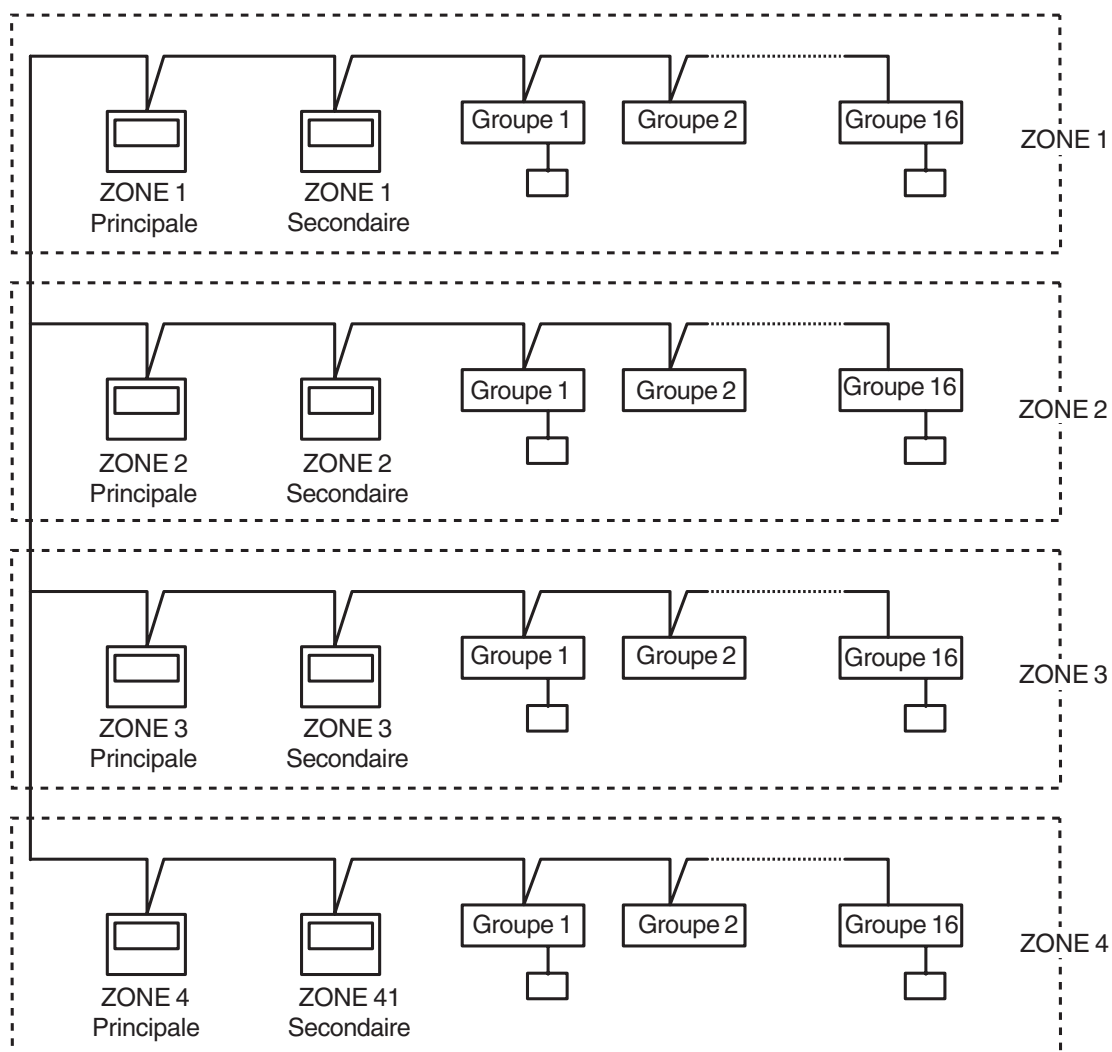 Groupe 1
Groupe 2
Groupe 16
ZONE 1
ZONE 1
Principale
ZONE 1
Secondaire
Groupe 1
Groupe 2
Groupe 16
ZONE 2
ZONE 2
Principale
ZONE 2
Secondaire
Groupe 1
Groupe 2
Groupe 16
ZONE 3
ZONE 3
Principale
ZONE 3
Secondaire
Groupe 1
Groupe 2
Groupe 16
ZONE 4
ZONE 4
Principale
ZONE 41
Secondaire